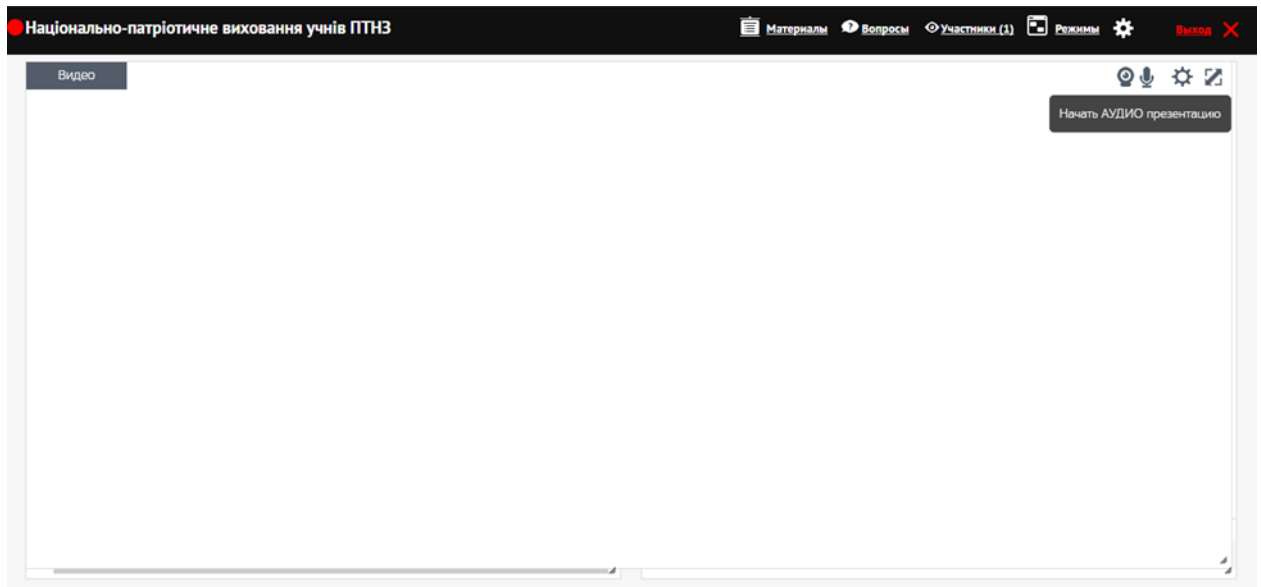 Національно-патріотичне виховання учнів ПТНЗ Материалы Вопросы Участники (1) Режимы Выход
Видео
Начать АУДИО презентацию